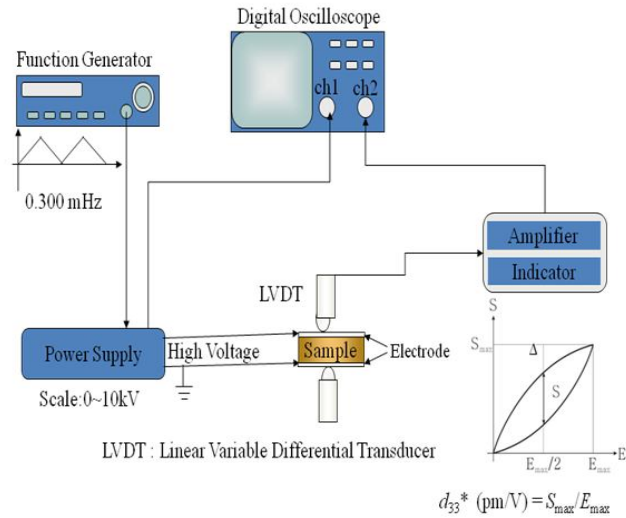 Digital Oscilloscope
Function Generator
ch1 ch2
0.300 mHz
Amplifier
Indicator
LVDT
Power Supply
High Voltage
Sample
Electrode
Scale:0~10kV
LVDT : Linear Variable Differential Transducer
S
Smax
Δ
S
E
Emax/2
Emax
d33* (pm/V) = Smax/Emax